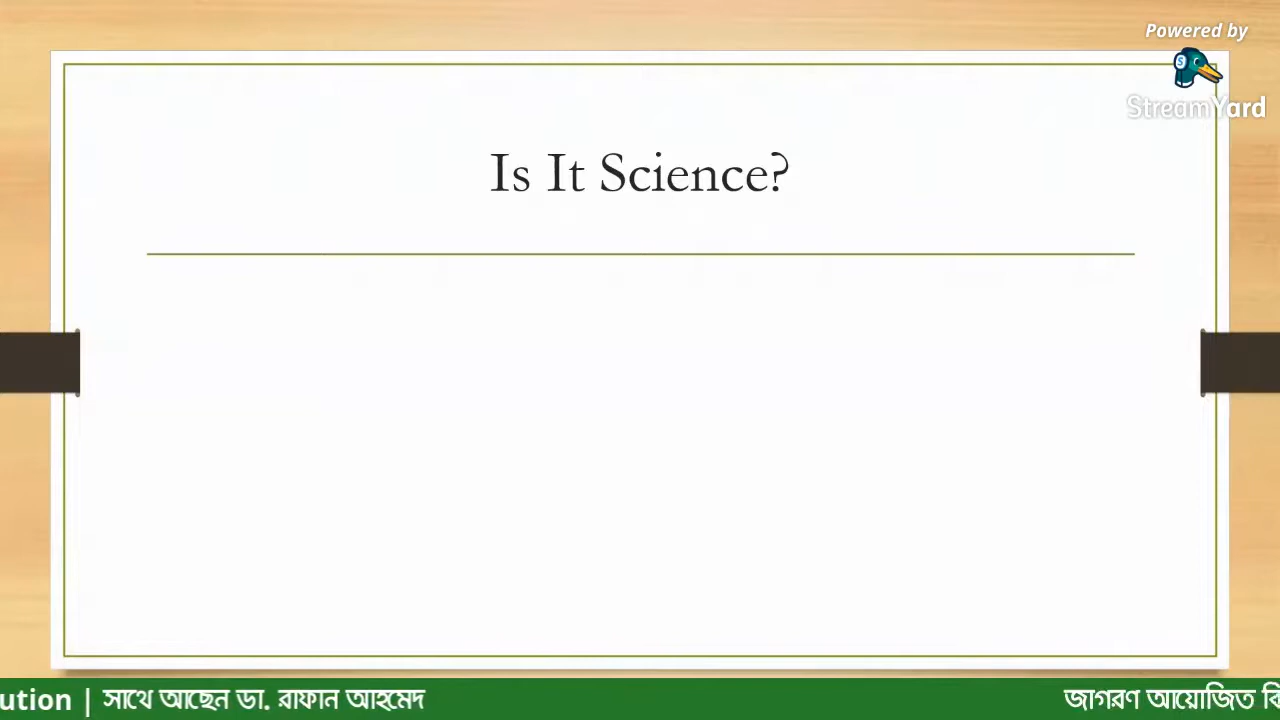 Powered by
StreamYard
Is It Science?
ution | সাথে আছেন ডা. রাফান আহমেদ
জাগরণ আয়োজিত বি